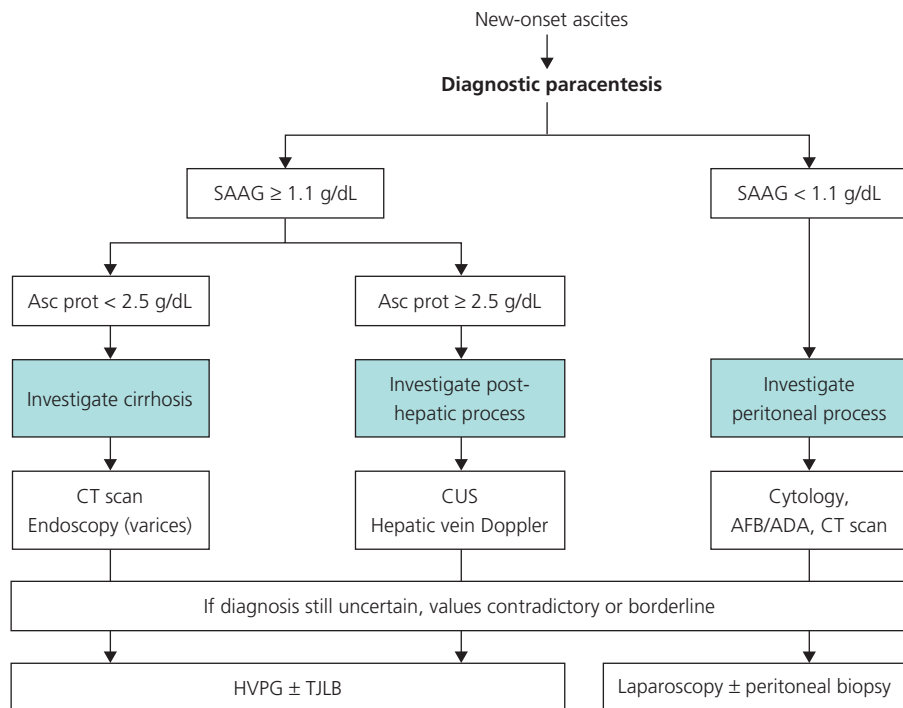 New-onset ascites
Diagnostic paracentesis
SAAG ≥ 1.1 g/dL
SAAG < 1.1 g/dL
Asc prot < 2.5 g/dL
Asc prot ≥ 2.5 g/dL
Investigate cirrhosis
Investigate post-
hepatic process
Investigate
peritoneal process
CT scan
Endoscopy (varices)
CUS
Hepatic vein Doppler
Cytology,
AFB/ADA, CT scan
If diagnosis still uncertain, values contradictory or borderline
HVPG ± TJLB
Laparoscopy ± peritoneal biopsy